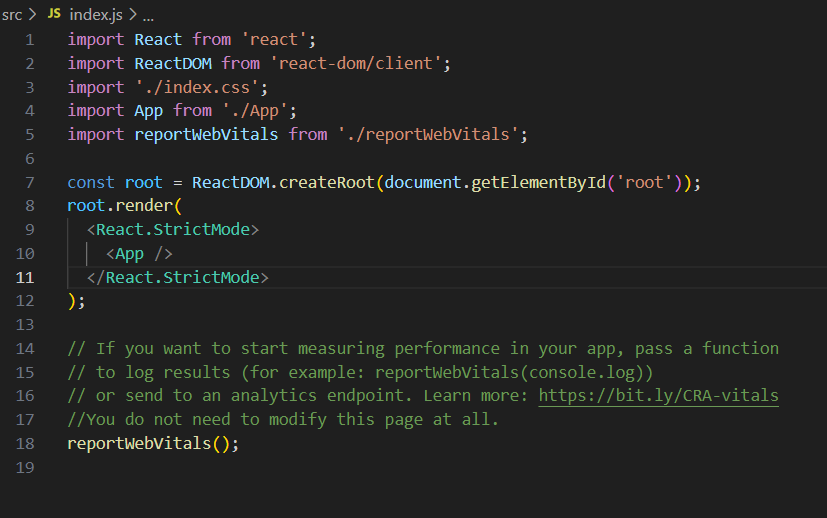 src > JS index.js > ...
1 import React from 'react';
2 import ReactDOM from 'react-dom/client';
3 import './index.css';
4 import App from './App';
5 import reportWebVitals from './reportWebVitals';
6
7 const root = ReactDOM.createRoot(document.getElementById('root'));
8 root.render(
9   <React.StrictMode>
10     <App />
11   </React.StrictMode>
12 );
13
14 // If you want to start measuring performance in your app, pass a function
15 // to log results (for example: reportWebVitals(console.log))
16 // or send to an analytics endpoint. Learn more: https://bit.ly/CRA-vitals
17 //You do not need to modify this page at all.
18 reportWebVitals();
19